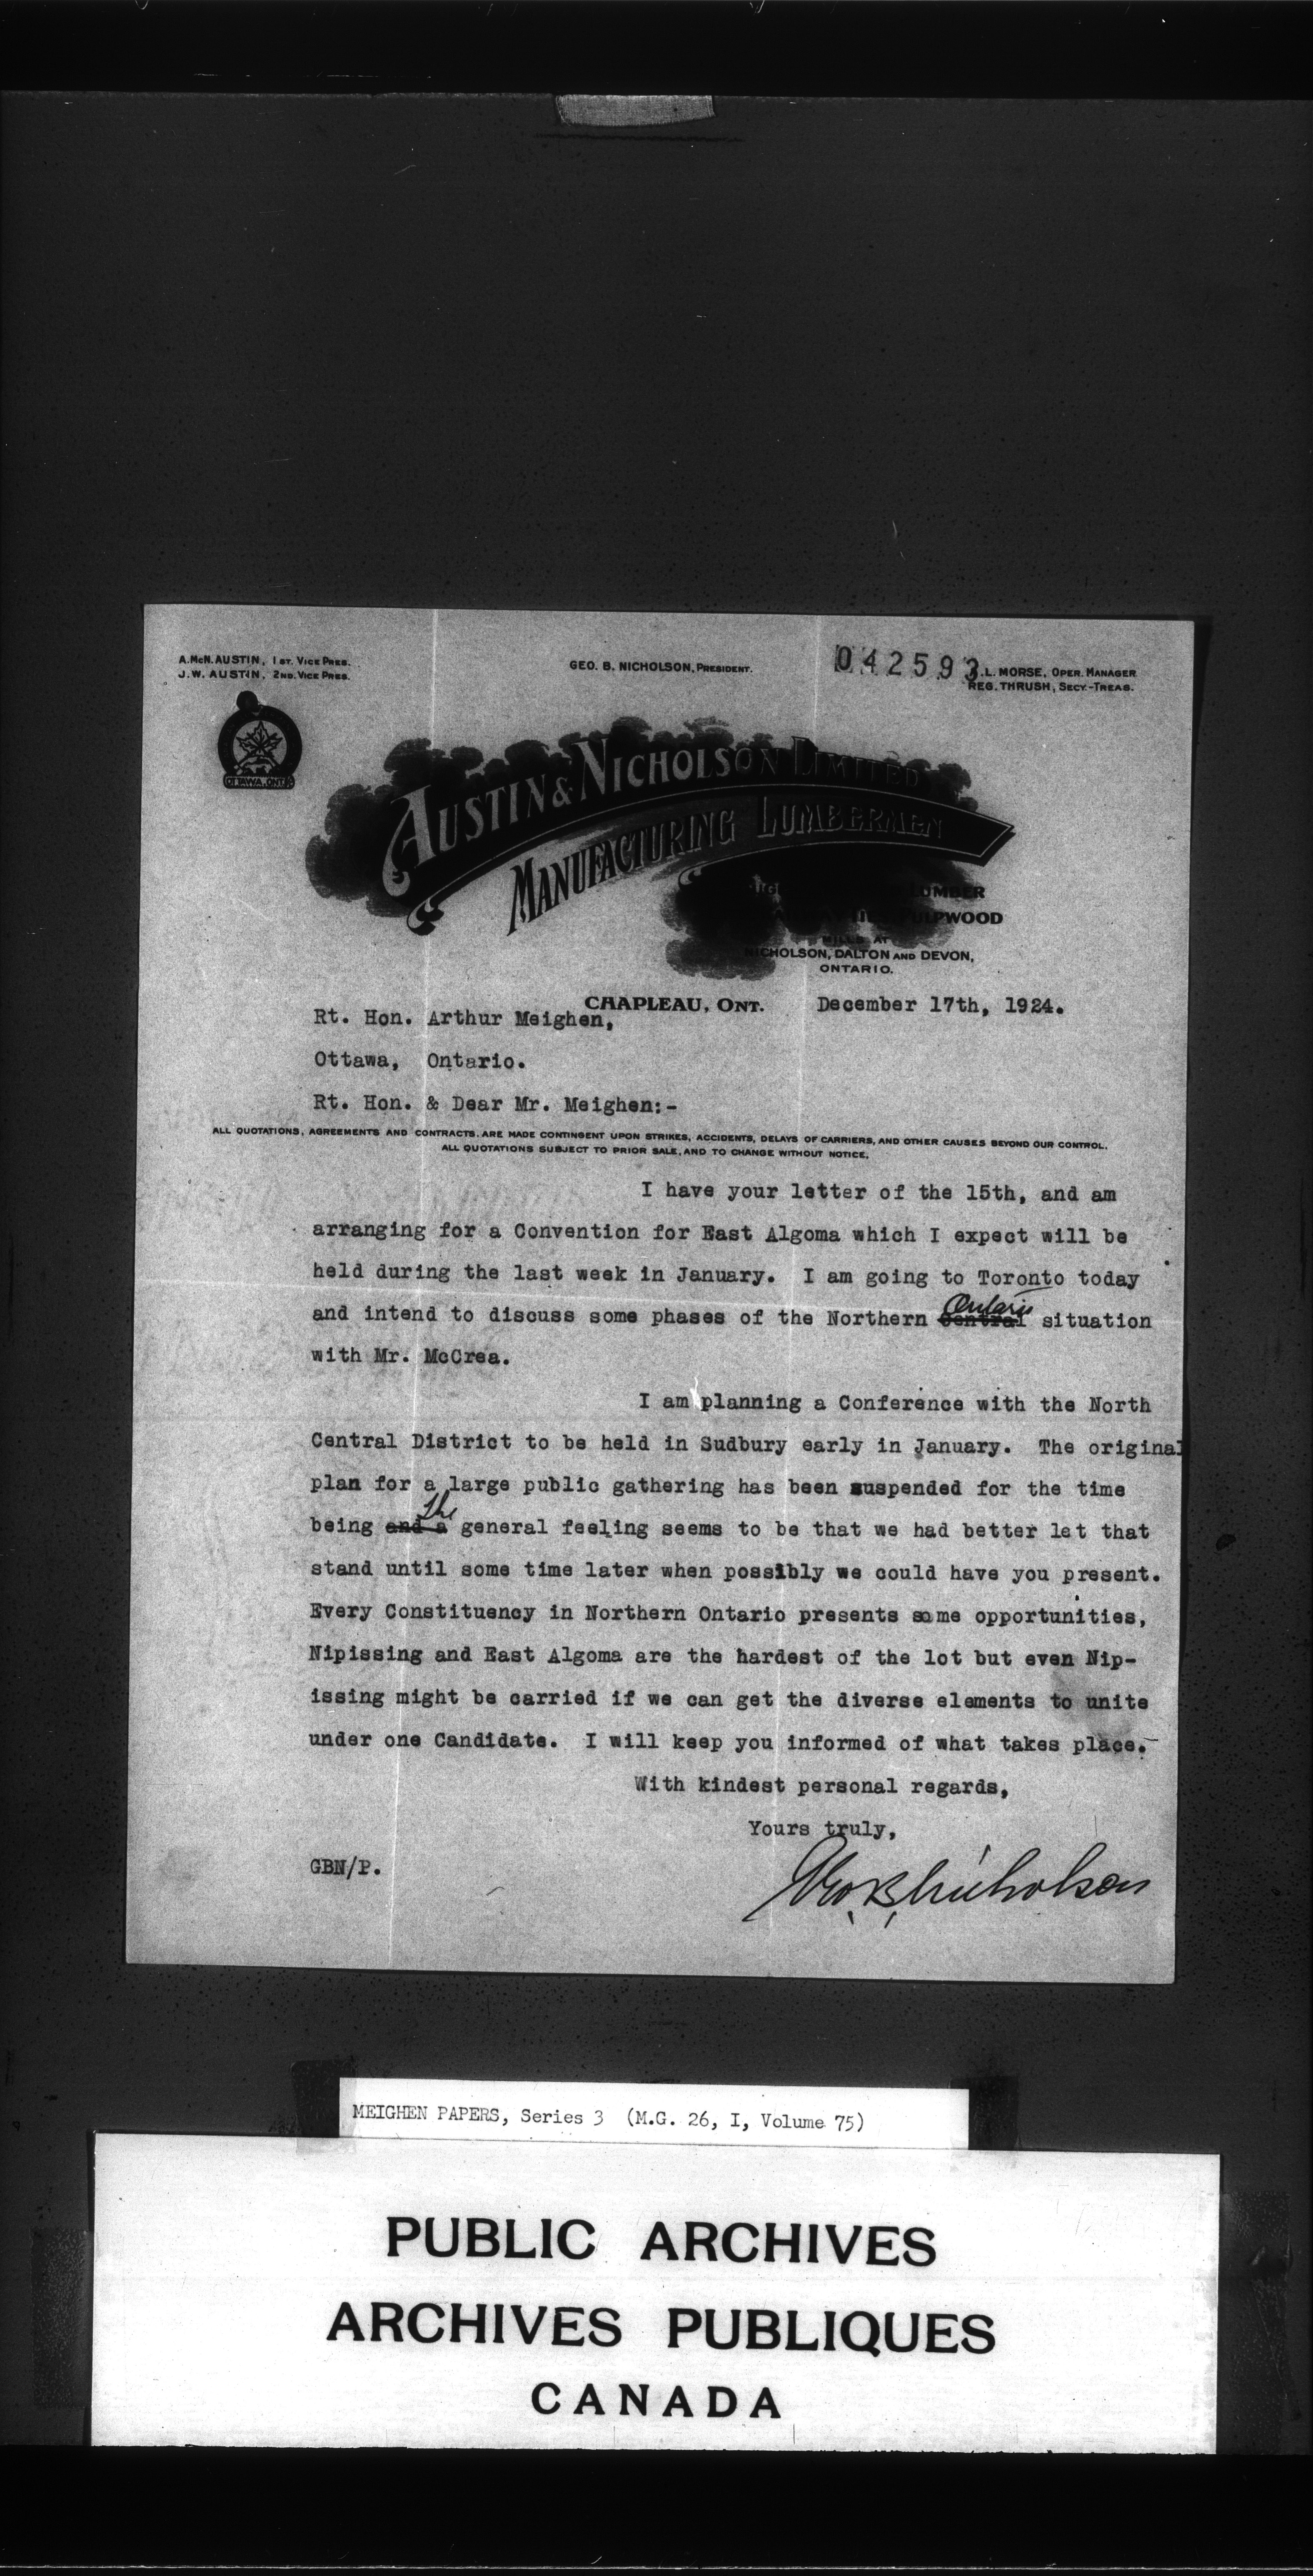 A. McN. AUSTIN, 1ST. VICE PRES.
J.W. AUSTIN, 2ND. VICE PRES.
GEO. B. NICHOLSON, PRESIDENT.
042593
.L. MORSE, OPER. MANAGER
REG. THRUSH, SECY.-TREAS.
OTTAWA, ONT.
AUSTIN & NICHOLSON LIMITED
MANUFACTURING LUMBERMEN
LUMBER
PULPWOOD
MILLS AT
NICHOLSON, DALTON AND DEVON,
ONTARIO.
CHAPLEAU, ONT. December 17th, 1924.
Rt. Hon. Arthur Meighen,
Ottawa, Ontario.
Rt. Hon. & Dear Mr. Meighen:-
ALL QUOTATIONS, AGREEMENTS AND CONTRACTS, ARE MADE CONTINGENT UPON STRIKES, ACCIDENTS, DELAYS OF CARRIERS, AND OTHER CAUSES BEYOND OUR CONTROL.
ALL QUOTATIONS SUBJECT TO PRIOR SALE, AND TO CHANGE WITHOUT NOTICE.
I have your letter of the 15th, and am
arranging for a Convention for East Algoma which I expect will be
held during the last week in January. I am going to Toronto today
and intend to discuss some phases of the Northern Central Ontario situation
with Mr. McCrea.
I am planning a Conference with the North
Central District to be held in Sudbury early in January. The original
plan for a large public gathering has been suspended for the time
being and a The general feeling seems to be that we had better let that
stand until some time later when possibly we could have you present.
Every Constituency in Northern Ontario presents some opportunities,
Nipissing and East Algoma are the hardest of the lot but even Nip-
issing might be carried if we can get the diverse elements to unite
under one Candidate. I will keep you informed of what takes place.
With kindest personal regards,
Yours truly,
GBN/P.
Geo. B. Nicholson
MEIGHEN PAPERS, Series 3 (M.G. 26, I, Volume 75)
PUBLIC ARCHIVES
ARCHIVES PUBLIQUES
CANADA